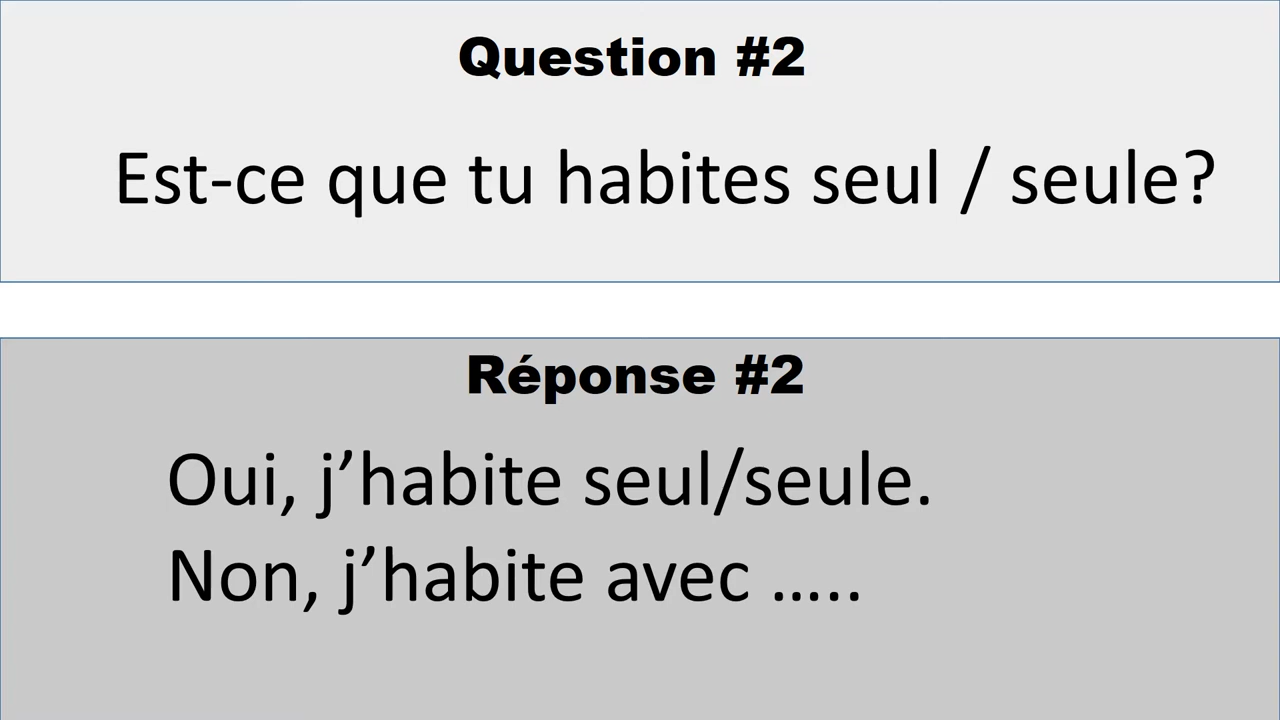 Question #2
Est-ce que tu habites seul / seule?
Réponse #2
Oui, j’habite seul/seule.
Non, j’habite avec …..